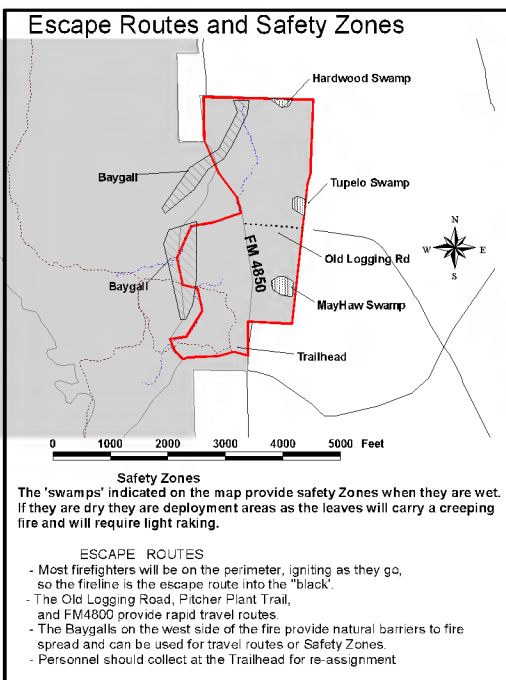 Escape Routes and Safety Zones
Hardwood Swamp
Baygall
Tupelo Swamp
N
W E
S
FM 4850
Old Logging Rd
Baygall
MayHaw Swamp
Trailhead
0 1000 2000 3000 4000 5000 Feet
Safety Zones
The 'swamps' indicated on the map provide safety Zones when they are wet.
If they are dry they are deployment areas as the leaves will carry a creeping
fire and will require light raking.
ESCAPE ROUTES
- Most firefighters will be on the perimeter, igniting as they go,
so the fireline is the escape route into the "black'.
- The Old Logging Road, Pitcher Plant Trail,
and FM4800 provide rapid travel routes.
- The Baygalls on the west side of the fire provide natural barriers to fire
spread and can be used for travel routes or Safety Zones.
- Personnel should collect at the Trailhead for re-assignment